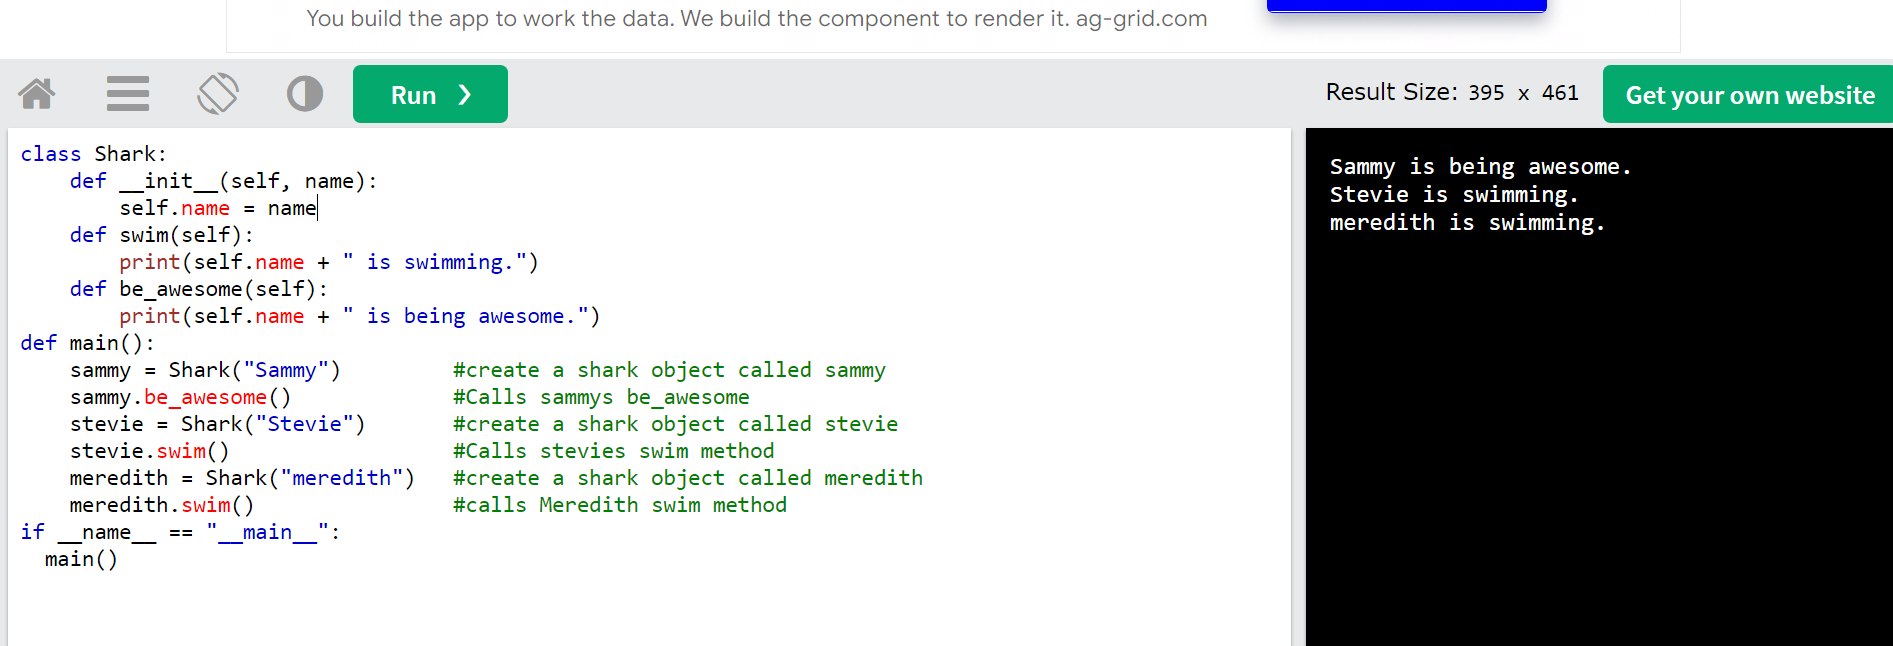 You build the app to work the data. We build the component to render it. ag-grid.com
Run ❯
Result Size: 395 x 461
Get your own website
class Shark:
    def __init__(self, name):
        self.name = name
    def swim(self):
        print(self.name + " is swimming.")
    def be_awesome(self):
        print(self.name + " is being awesome.")
def main():
    sammy = Shark("Sammy")         #create a shark object called sammy
    sammy.be_awesome()             #Calls sammys be_awesome
    stevie = Shark("Stevie")       #create a shark object called stevie
    stevie.swim()                  #Calls stevies swim method
    meredith = Shark("meredith")   #create a shark object called meredith
    meredith.swim()                #calls Meredith swim method
if __name__ == "__main__":
  main()
Sammy is being awesome.
Stevie is swimming.
meredith is swimming.